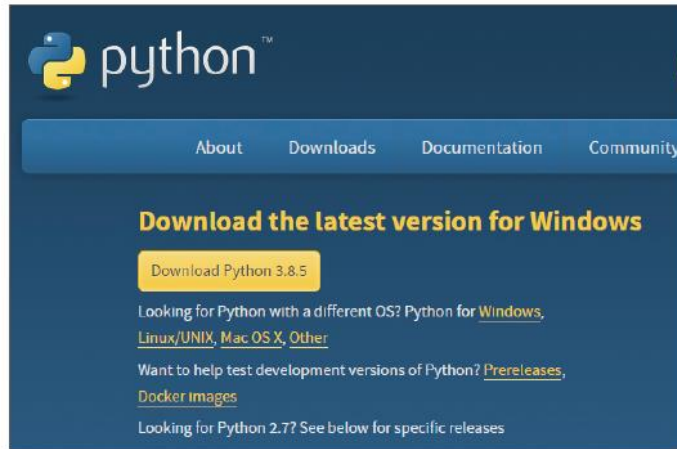 python™
About Downloads Documentation Community
Download the latest version for Windows
Download Python 3.8.5
Looking for Python with a different OS? Python for Windows,
Linux/UNIX, Mac OS X, Other
Want to help test development versions of Python? Prereleases,
Docker images
Looking for Python 2.7? See below for specific releases